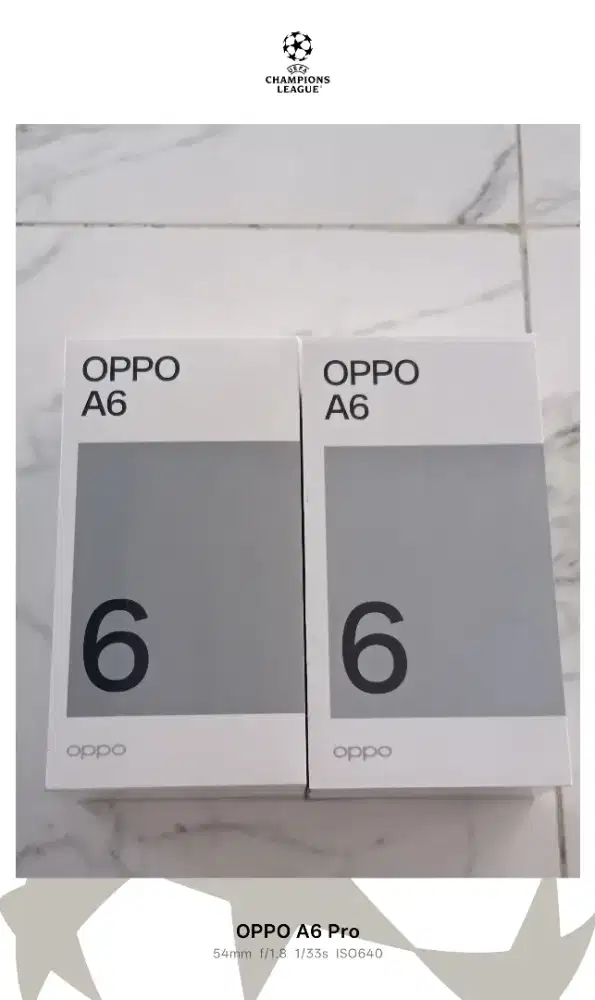 UEFA
CHAMPIONS
LEAGUE
OPPO
A6
6
oppo
OPPO
A6
6
oppo
OPPO A6 Pro
54mm f/1.8 1/33s ISO640